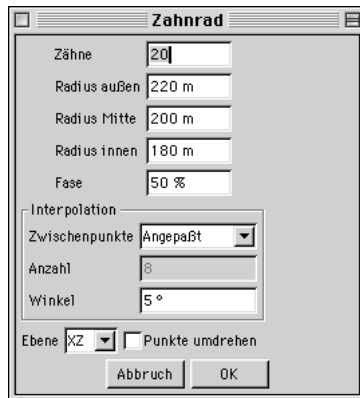 Zahnrad
Zähne 20
Radius außen 220 m
Radius Mitte 200 m
Radius innen 180 m
Fase 50 %
Interpolation
Zwischenpunkte Angepaßt
Anzahl 8
Winkel 5 °
Ebene XZ Punkte umdrehen
Abbruch OK